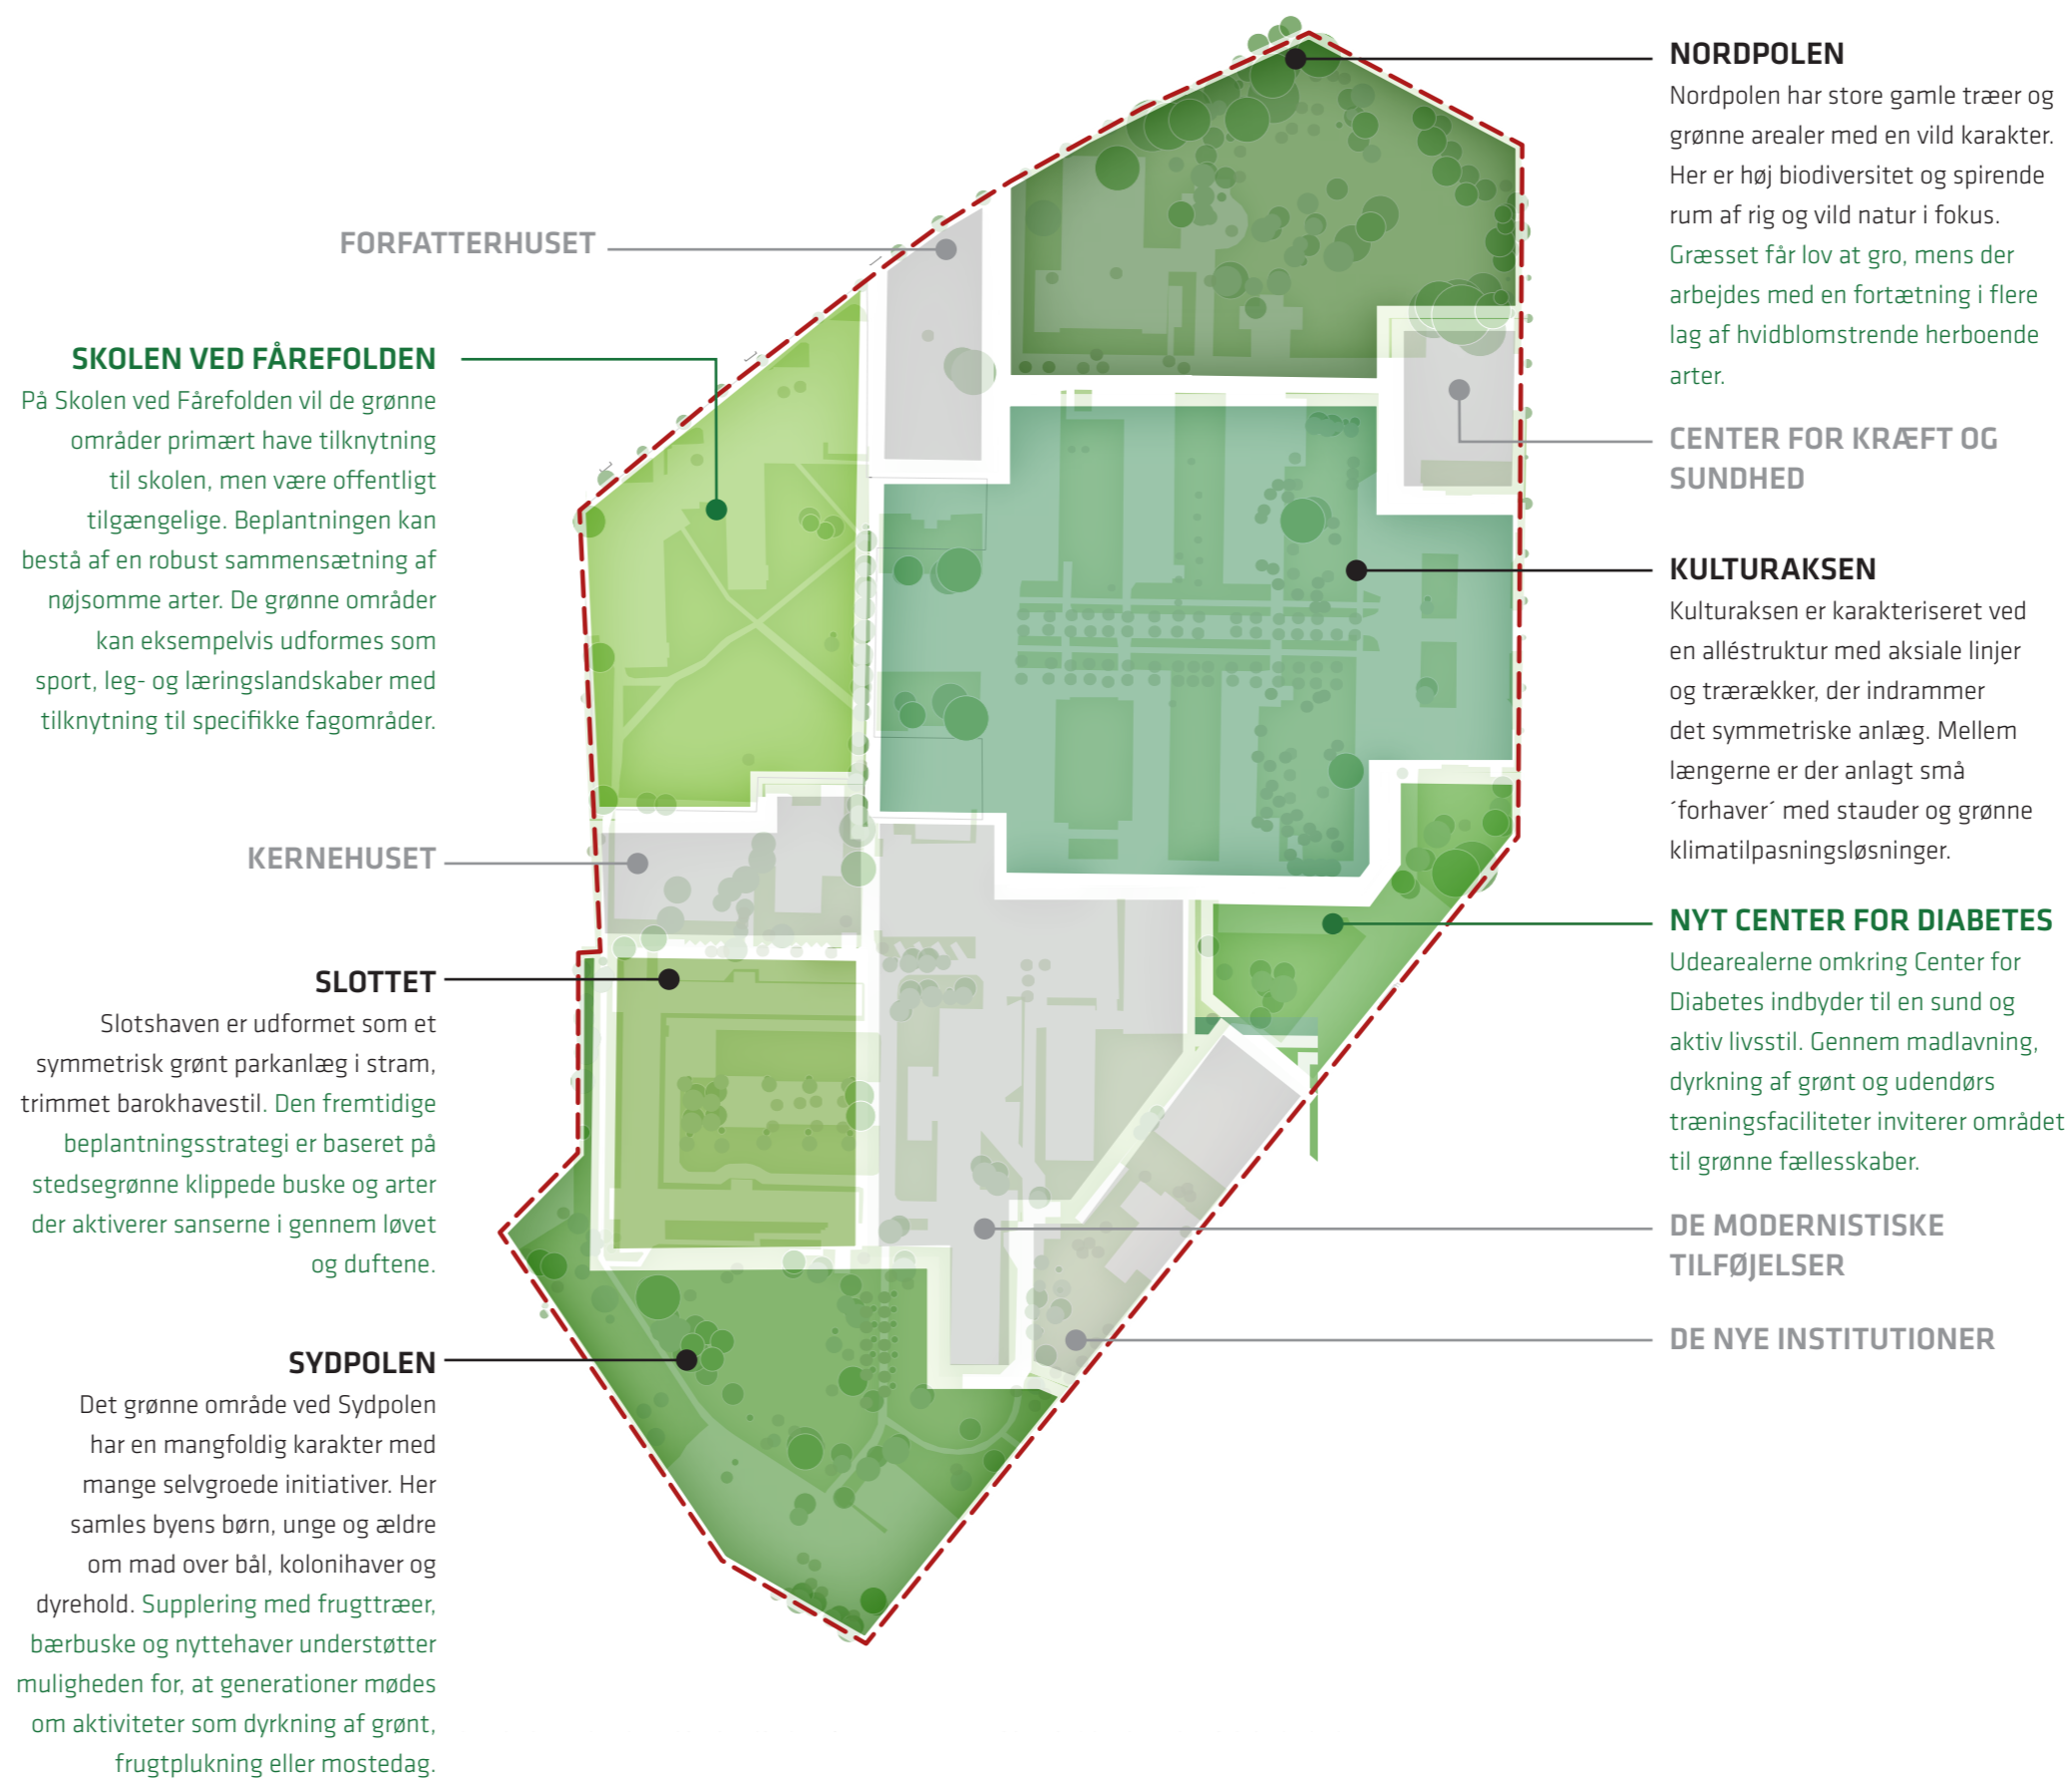 FORFATTERHUSET
SKOLEN VED FÅREFOLDEN
På Skolen ved Fårefolden vil de grønne
områder primært have tilknytning
til skolen, men være offentligt
tilgængelige. Beplantningen kan
bestå af en robust sammensætning af
nøjsomme arter. De grønne områder
kan eksempelvis udformes som
sport, leg- og læringslandskaber med
tilknytning til specifikke fagområder.
KERNEHUSET
SLOTTET
Slotshaven er udformet som et
symmetrisk grønt parkanlæg i stram,
trimmet barokhavestil. Den fremtidige
beplantningsstrategi er baseret på
stedsegrønne klippede buske og arter
der aktiverer sanserne i gennem løvet
og duftene.
SYDPOLEN
Det grønne område ved Sydpolen
har en mangfoldig karakter med
mange selvgroede initiativer. Her
samles byens børn, unge og ældre
om mad over bål, kolonihaver og
dyrehold. Supplering med frugttræer,
bærbuske og nyttehaver understøtter
muligheden for, at generationer mødes
om aktiviteter som dyrkning af grønt,
frugtplukning eller mostedag.
NORDPOLEN
Nordpolen har store gamle træer og
grønne arealer med en vild karakter.
Her er høj biodiversitet og spirende
rum af rig og vild natur i fokus.
Græsset får lov at gro, mens der
arbejdes med en fortætning i flere
lag af hvidblomstrende herboende
arter.
CENTER FOR KRÆFT OG
SUNDHED
KULTURAKSEN
Kulturaksen er karakteriseret ved
en alléstruktur med aksiale linjer
og trærækker, der indrammer
det symmetriske anlæg. Mellem
længerne er der anlagt små
´forhaver´ med stauder og grønne
klimatilpasningsløsninger.
NYT CENTER FOR DIABETES
Udearealerne omkring Center for
Diabetes indbyder til en sund og
aktiv livsstil. Gennem madlavning,
dyrkning af grønt og udendørs
træningsfaciliteter inviterer området
til grønne fællesskaber.
DE MODERNISTISKE
TILFØJELSER
DE NYE INSTITUTIONER